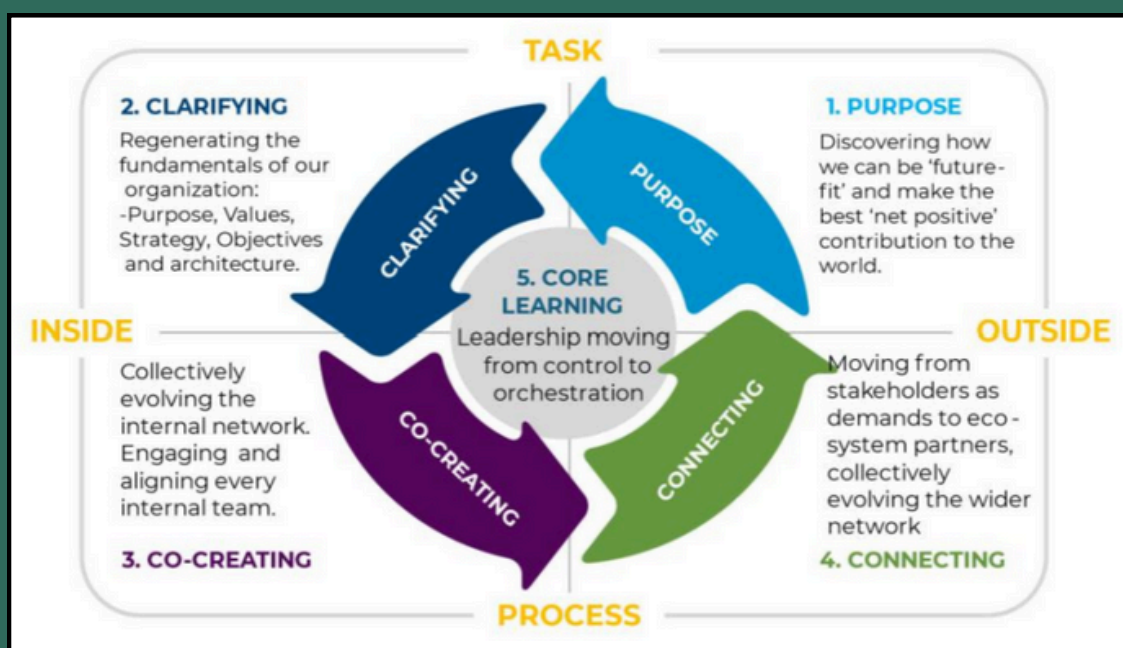 TASK
2. CLARIFYING
Regenerating the
fundamentals of our
organization:
-Purpose, Values,
Strategy, Objectives
and architecture.
1. PURPOSE
Discovering how
we can be ‘future-
fit’ and make the
best ‘net positive’
contribution to the
world.
CLARIFYING
PURPOSE
5. CORE
LEARNING
Leadership moving
from control to
orchestration
INSIDE
OUTSIDE
Collectively
evolving the
internal network.
Engaging and
aligning every
internal team.
3. CO-CREATING
CO-CREATING
CONNECTING
Moving from
stakeholders as
demands to eco-
system partners,
collectively
evolving the wider
network
4. CONNECTING
PROCESS